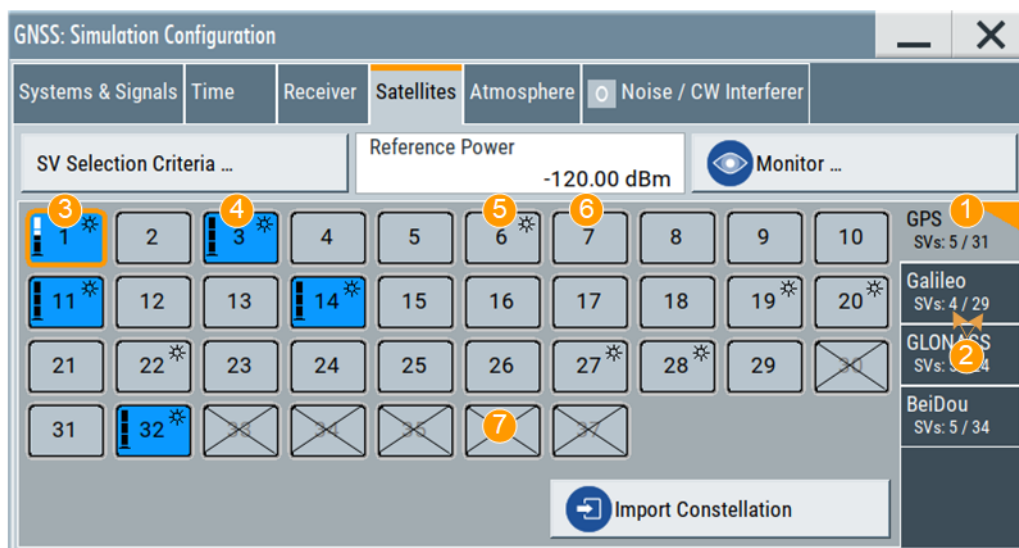 GNSS: Simulation Configuration
Systems & Signals Time Receiver Satellites Atmosphere Noise / CW Interferer
SV Selection Criteria ...
Reference Power
-120.00 dBm
Monitor ...
3 4 5 6
1 2 3 4 5 6 7 8 9 10
11 12 13 14 15 16 17 18 19 20
21 22 23 24 25 26 27 28 29 30
31 32 33 34 35 7 37
GPS 1
SVs: 5 / 31
Galileo
SVs: 4 / 29
GLONASS
SVs: 2 4
BeiDou
SVs: 5 / 34
Import Constellation